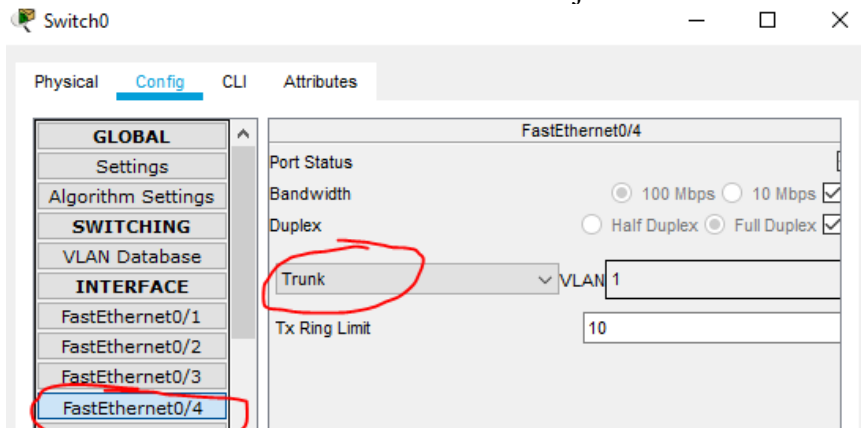 Switch0
Physical Config CLI Attributes
GLOBAL
Settings
Algorithm Settings
SWITCHING
VLAN Database
INTERFACE
FastEthernet0/1
FastEthernet0/2
FastEthernet0/3
FastEthernet0/4
FastEthernet0/4
Port Status
Bandwidth 100 Mbps 10 Mbps
Duplex Half Duplex Full Duplex
Trunk VLAN 1
Tx Ring Limit 10